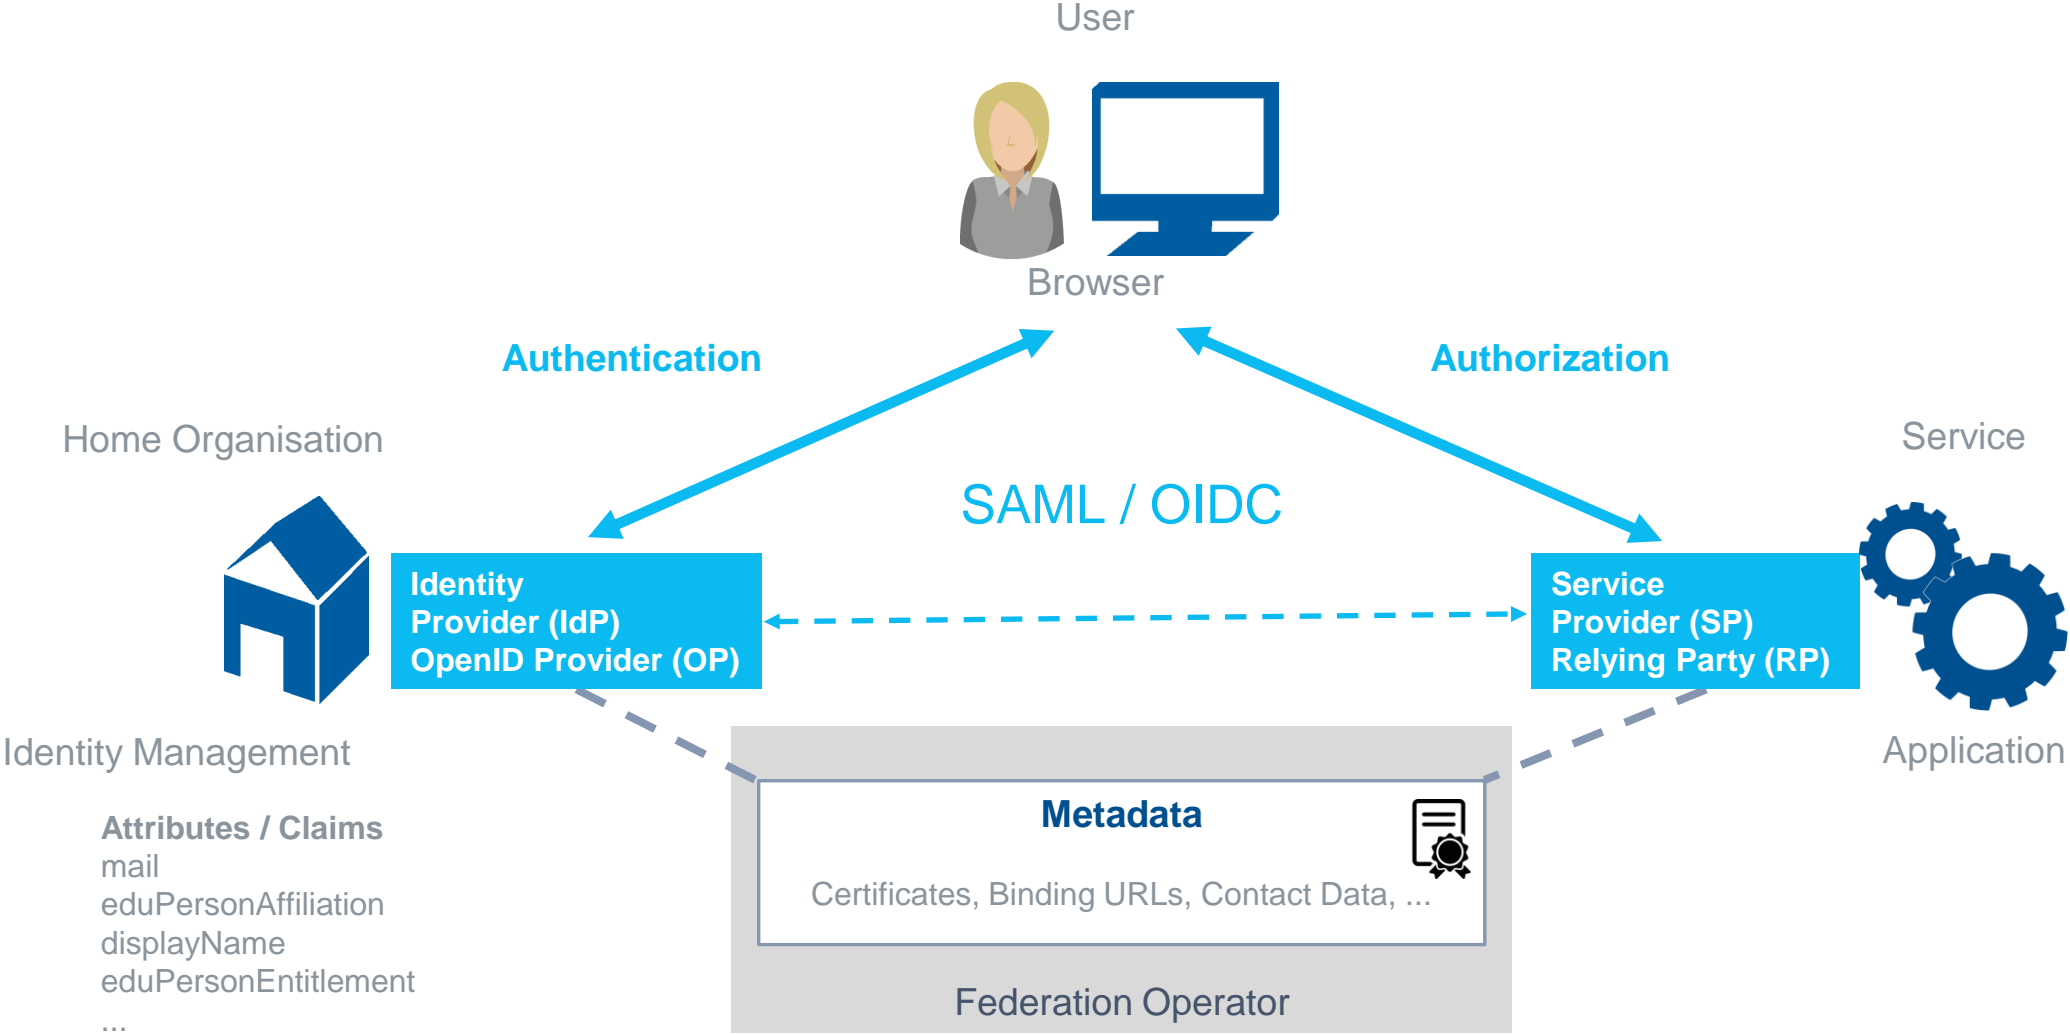 User
Browser
Authentication
Authorization
Home Organisation
Service
SAML / OIDC
Identity
Provider (IdP)
OpenID Provider (OP)
Service
Provider (SP)
Relying Party (RP)
Identity Management
Application
Attributes / Claims
mail
eduPersonAffiliation
displayName
eduPersonEntitlement
...
Metadata
Certificates, Binding URLs, Contact Data, ...
Federation Operator